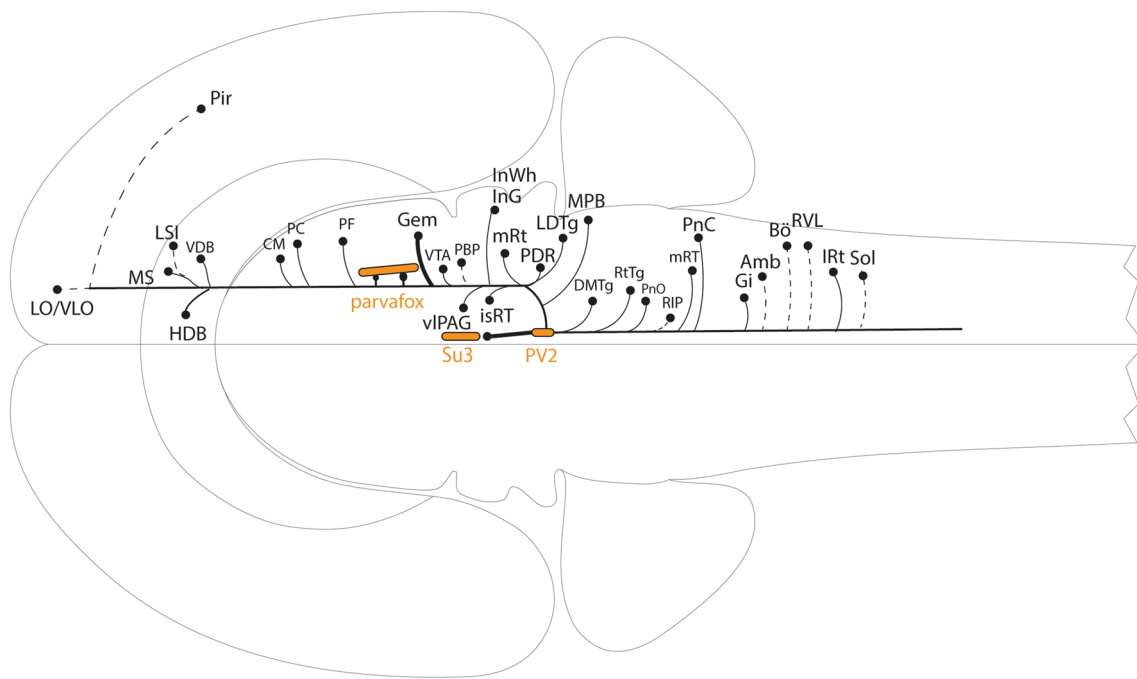 Pir
InWh
InG
MPB
LSI
VDB
PC
CM
PF
Gem
VTA
PBP
mRt
LDTg
PDR
PnC
mRT
Bö
RVL
Amb
Gi
IRt
Sol
MS
LO/VLO
HDB
parvafox
vlPAG
isRT
DMTg
RtTg
PnO
RIP
Su3
PV2